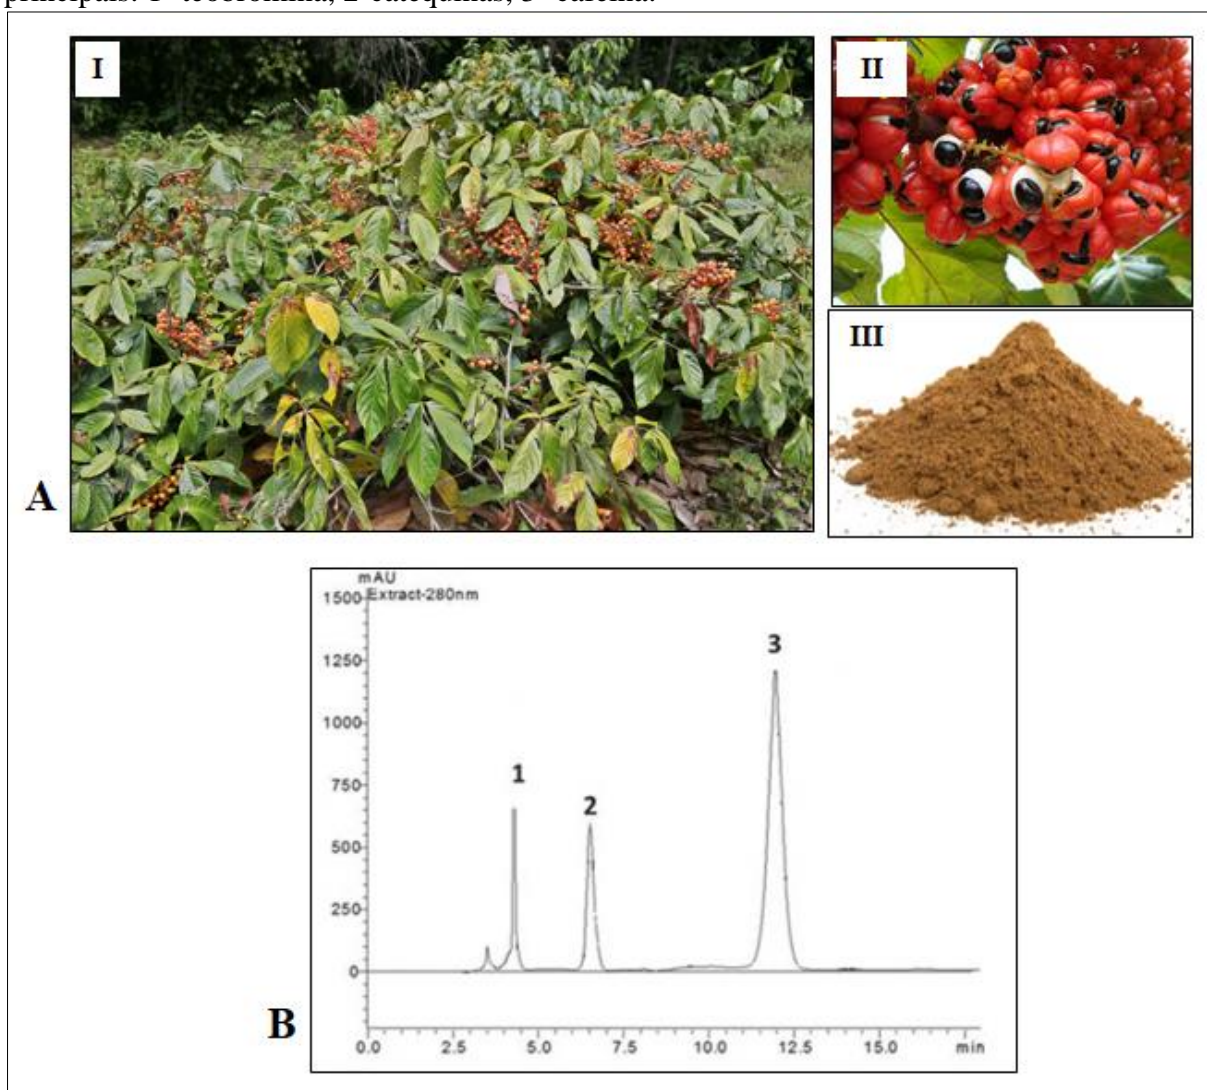 principais. 1- teobromina, 2-catequinas, 3- cafeína.
I
II
III
A
mAU
Extract-280nm
1500
1250
1000
750
500
250
0
1
2
3
0.0 2.5 5.0 7.5 10.0 12.5 15.0 min
B